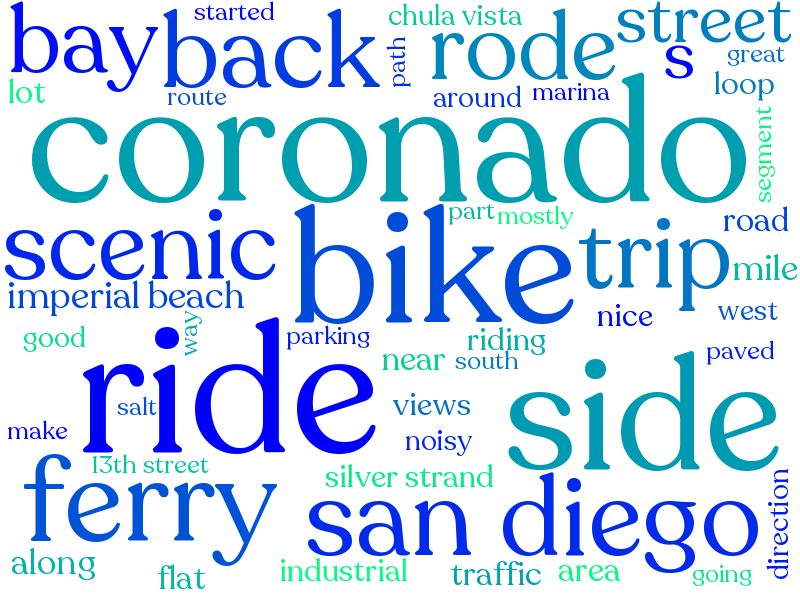 started
chula vista
street
bay
back
path
rode
s
great
lot
route
around
marina
loop
coronado
segment
part
mostly
road
scenic
bike
trip
mile
imperial beach
nice
west
good
way
parking
riding
near
south
paved
ride
side
salt
views
make
noisy
13th street
silver strand
ferry
san diego
direction
along
flat
industrial
traffic
area
going